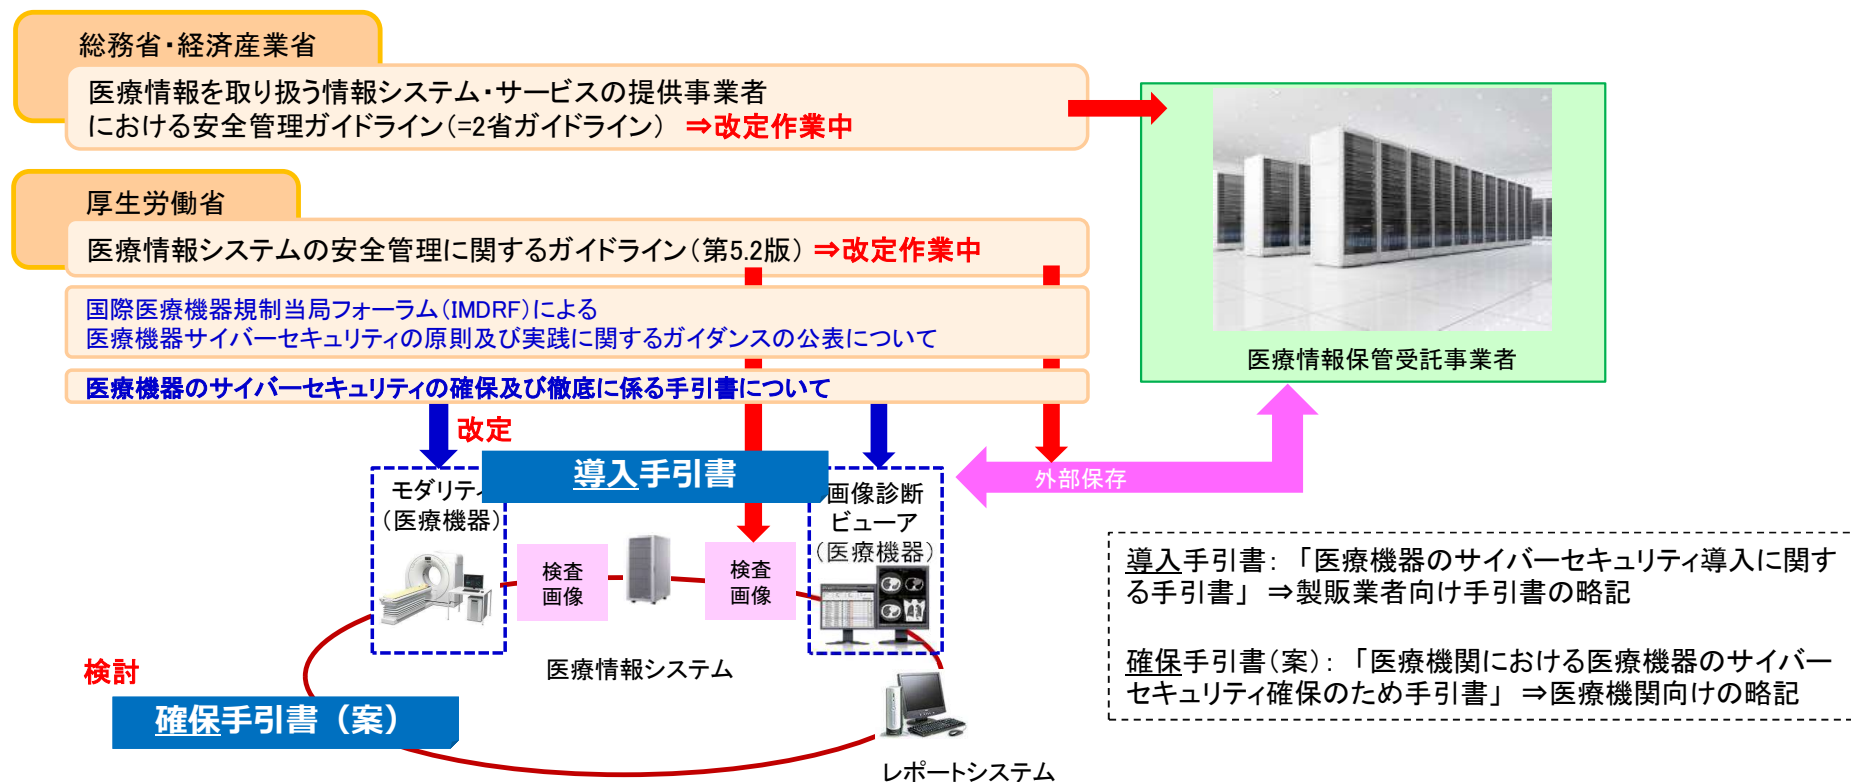 総務省・経済産業省
医療情報を取り扱う情報システム・サービスの提供事業者
における安全管理ガイドライン(=2省ガイドライン) ⇒改定作業中
厚生労働省
医療情報システムの安全管理に関するガイドライン(第5.2版) ⇒改定作業中
国際医療機器規制当局フォーラム(IMDRF)による
医療機器サイバーセキュリティの原則及び実践に関するガイダンスの公表について
医療機器のサイバーセキュリティの確保及び徹底に係る手引書について
医療情報保管受託事業者
改定
導入手引書
外部保存
モダリティ
(医療機器)
画像診断
ビューア
(医療機器)
検査
画像
検査
画像
医療情報システム
検討
確保手引書(案)
レポートシステム
導入手引書:「医療機器のサイバーセキュリティ導入に関す
る手引書」 ⇒製販業者向け手引書の略記
確保手引書(案):「医療機関における医療機器のサイバー
セキュリティ確保のため手引書」 ⇒医療機関向けの略記